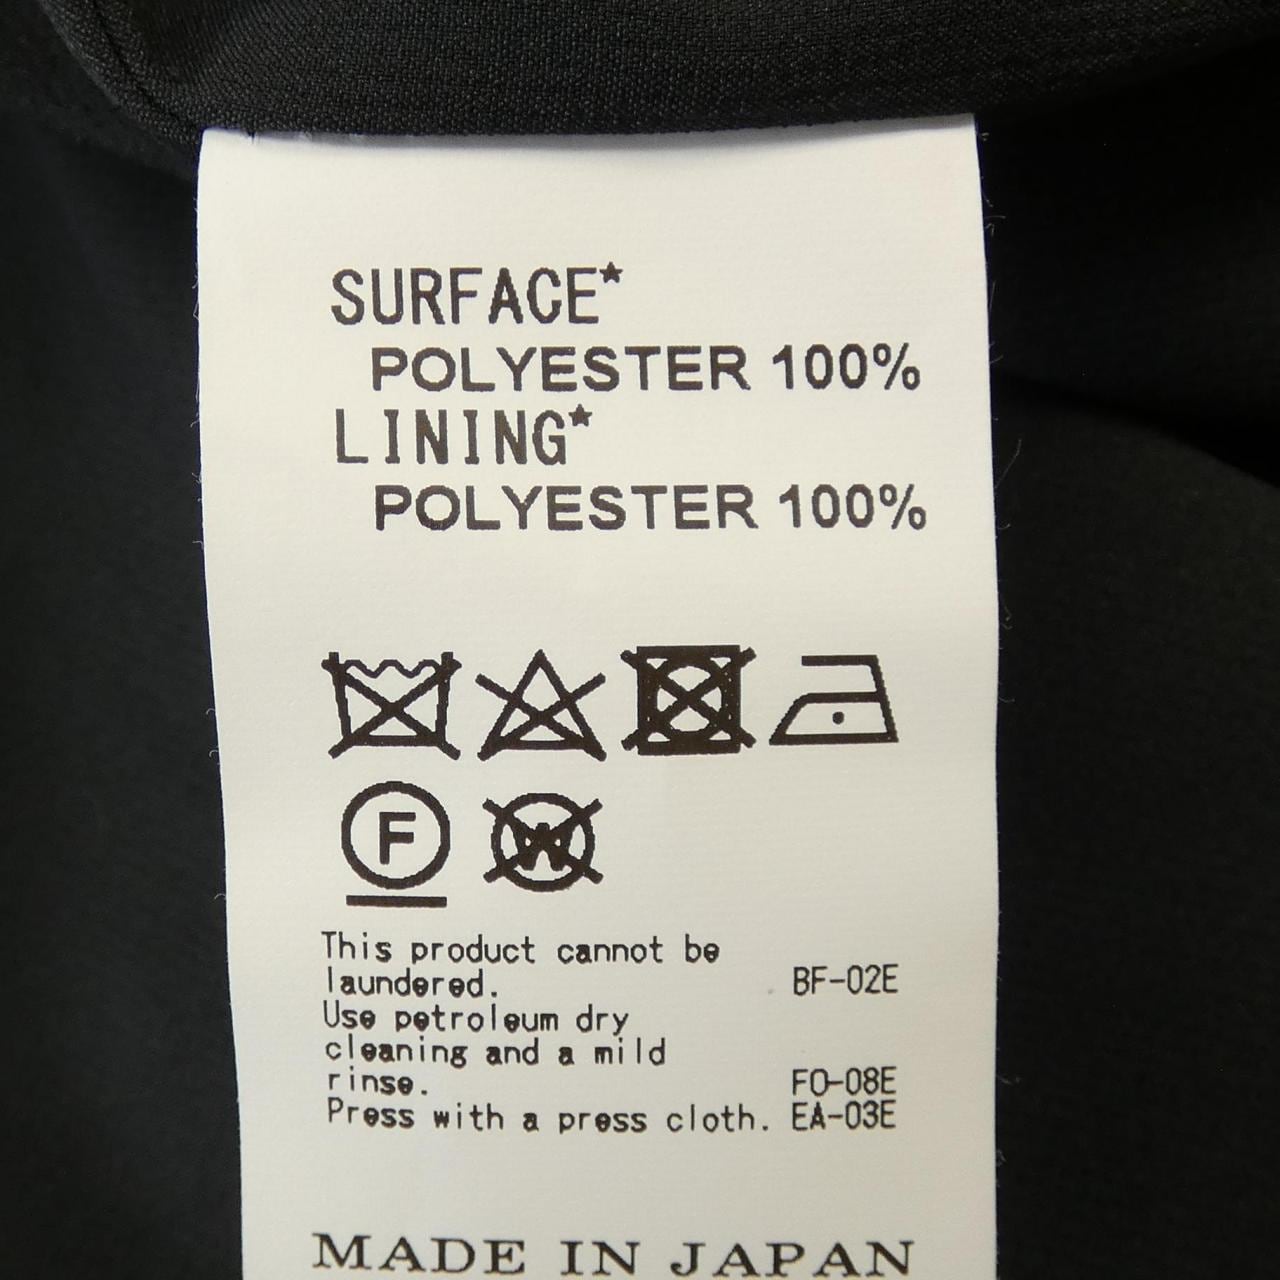 SURFACE★
POLYESTER 100%
LINING★
POLYESTER 100%
F W
This product cannot be
laundered. BF-02E
Use petroleum dry
cleaning and a mild
rinse. FO-08E
Press with a press cloth. EA-03E
MADE IN JAPAN